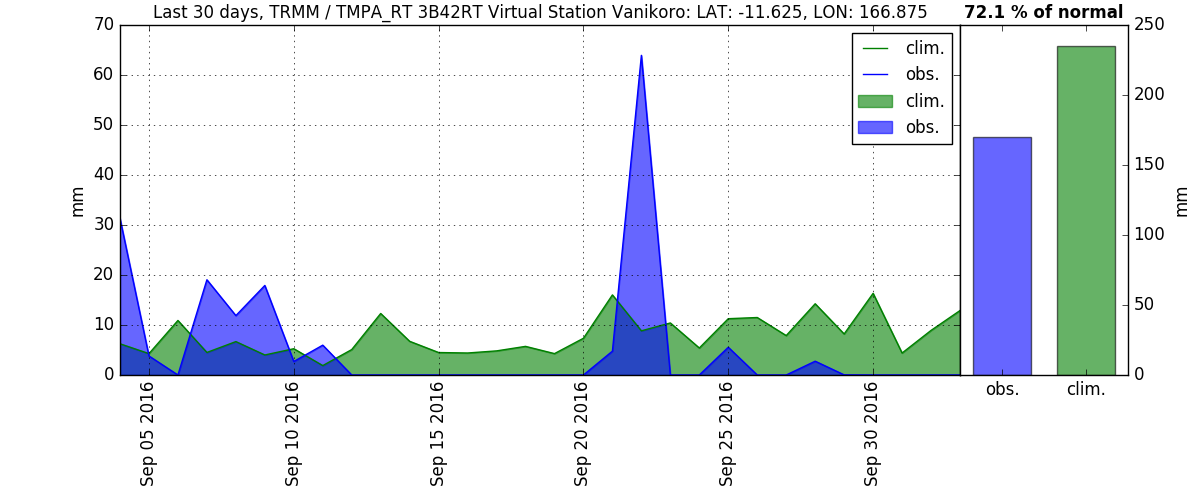 Last 30 days, TRMM / TMPA_RT 3B42RT Virtual Station Vanikoro: LAT: -11.625, LON: 166.875
72.1 % of normal
70
60
50
40
30
20
10
0
mm
clim.
obs.
clim.
obs.
250
200
150
100
50
0
mm
Sep 05 2016
Sep 10 2016
Sep 15 2016
Sep 20 2016
Sep 25 2016
Sep 30 2016
obs.
clim.